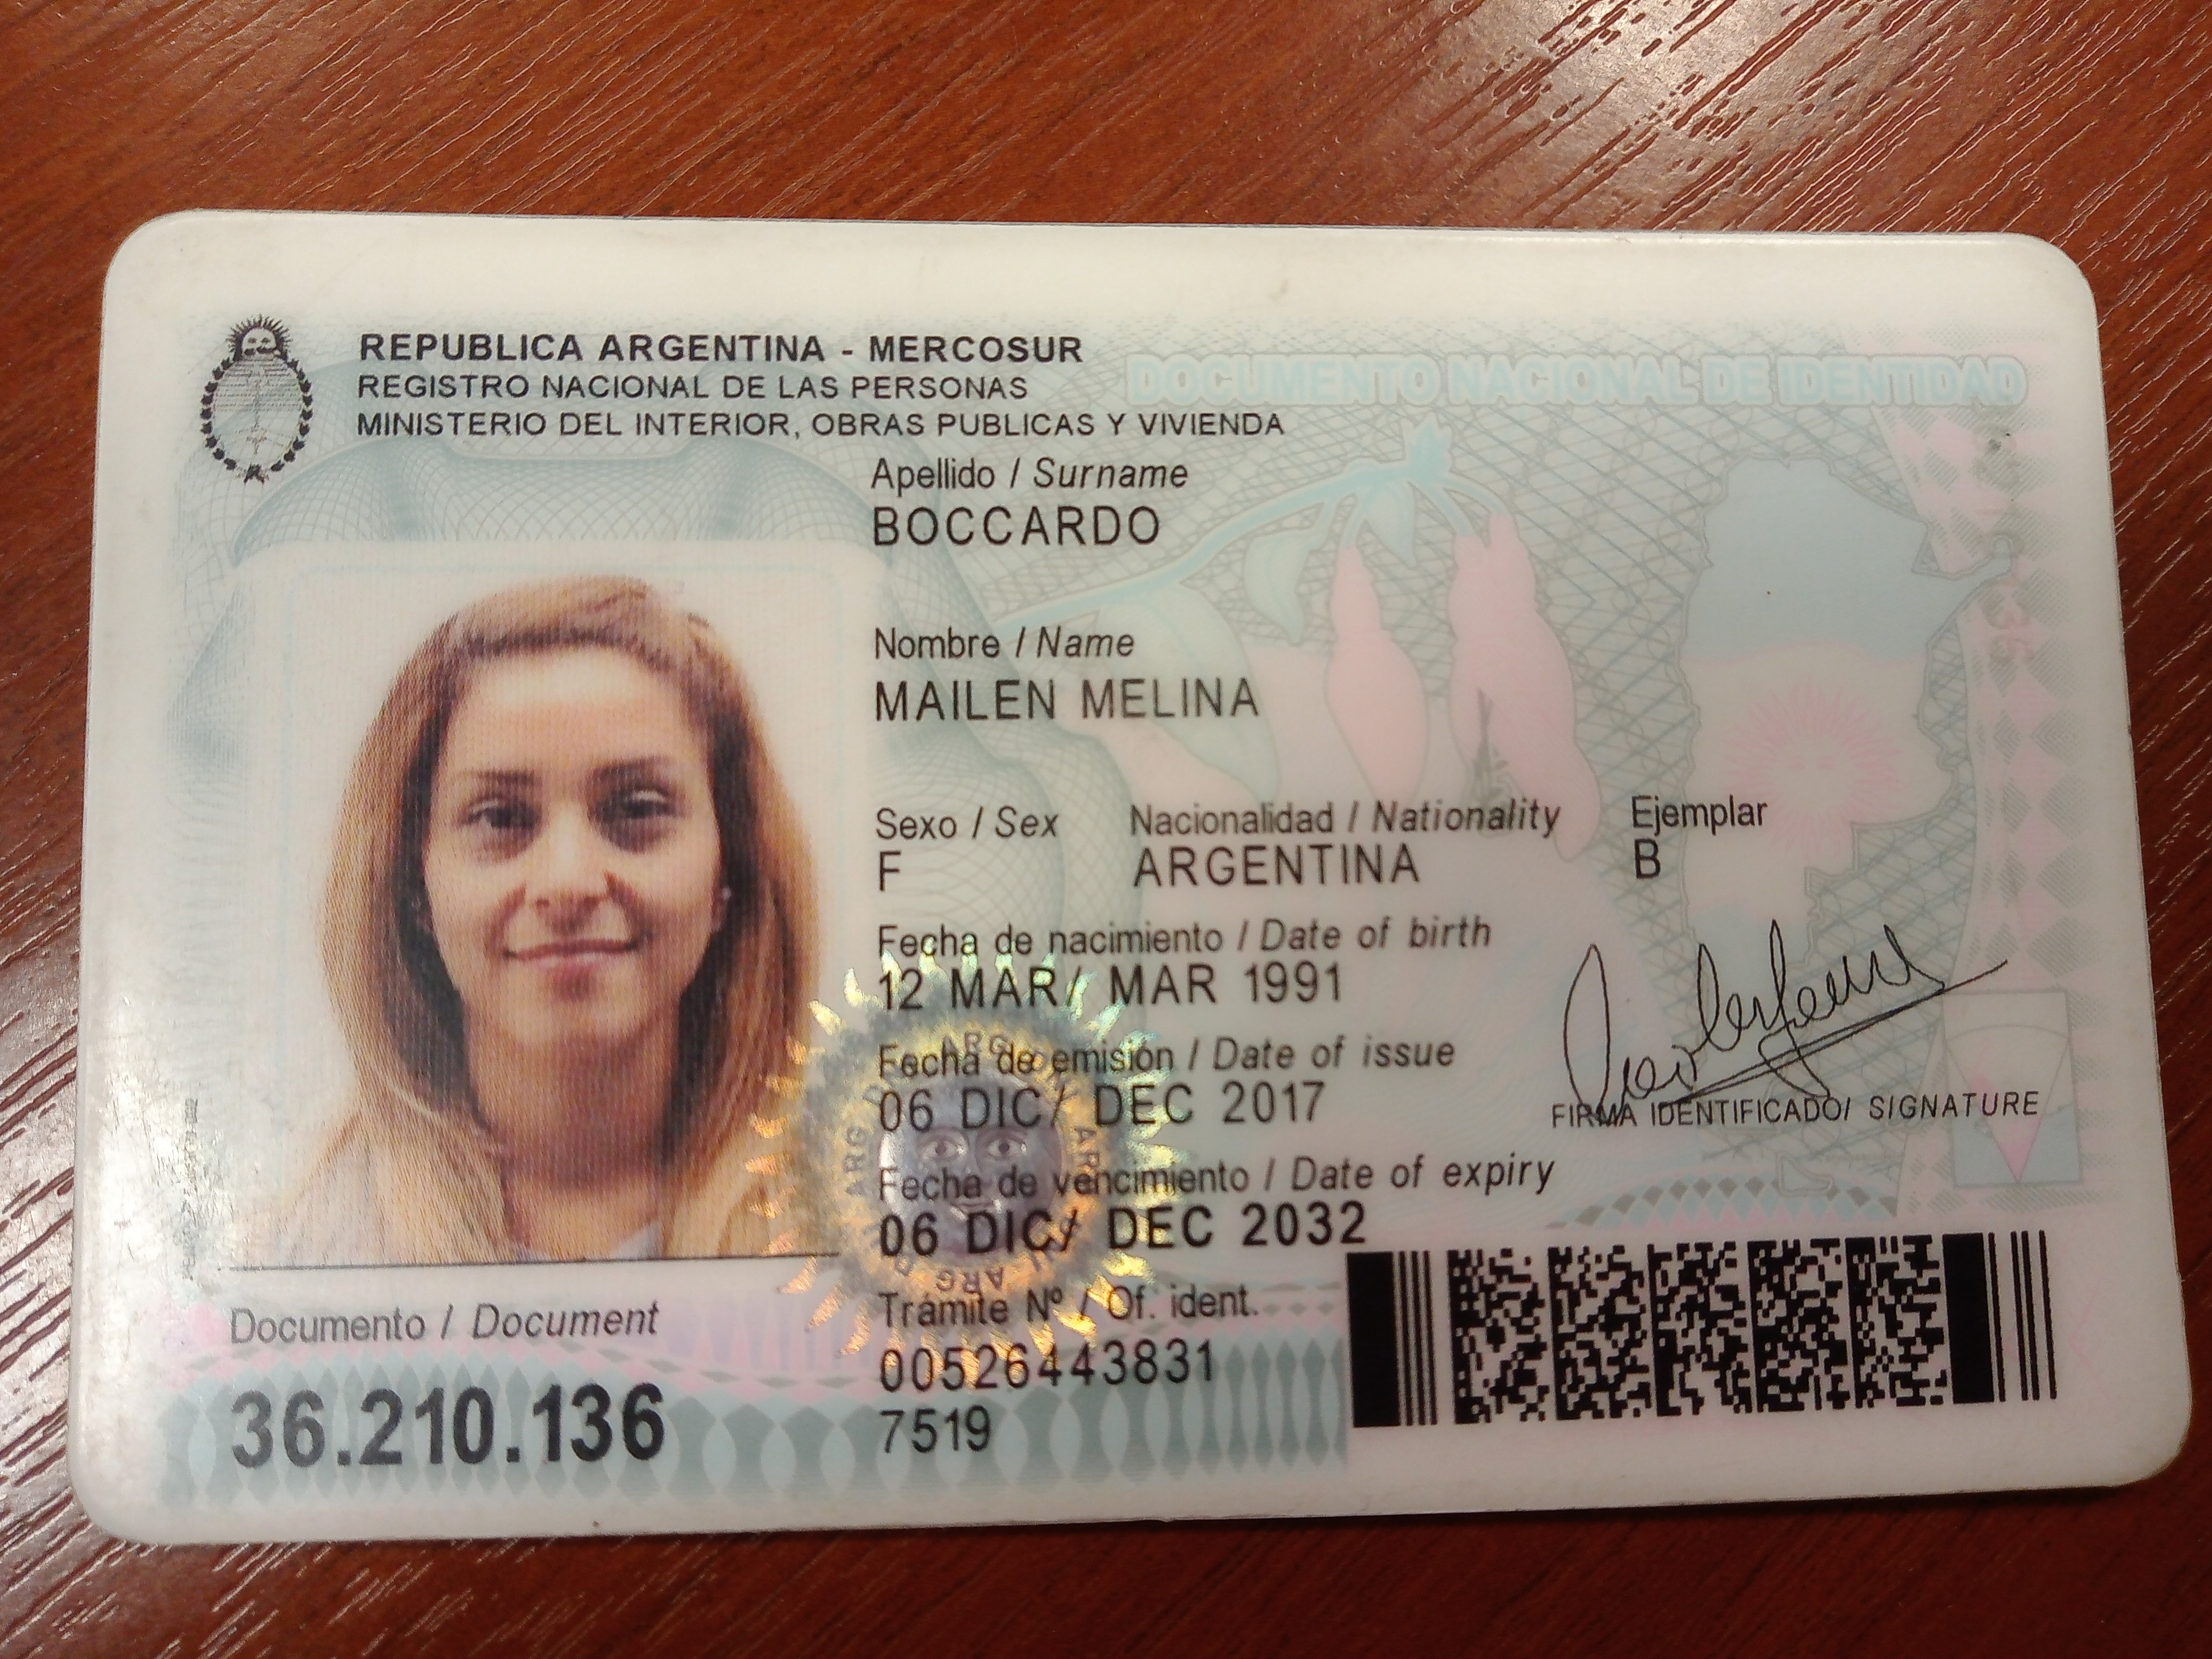 REPUBLICA ARGENTINA - MERCOSUR
REGISTRO NACIONAL DE LAS PERSONAS
MINISTERIO DEL INTERIOR, OBRAS PUBLICAS Y VIVIENDA
DOCUMENTO NACIONAL DE IDENTIDAD
Apellido / Surname
BOCCARDO
Nombre / Name
MAILEN MELINA
Sexo / Sex Nacionalidad / Nationality Ejemplar
F ARGENTINA B
Fecha de nacimiento / Date of birth
12 MAR/ MAR 1991
Fecha de emisión / Date of issue
06 DIC/ DEC 2017
FIRMA IDENTIFICADO/ SIGNATURE
Fecha de vencimiento / Date of expiry
06 DIC/ DEC 2032
Trámite Nº / Of. ident.
00526443831
7519
Documento / Document
36.210.136